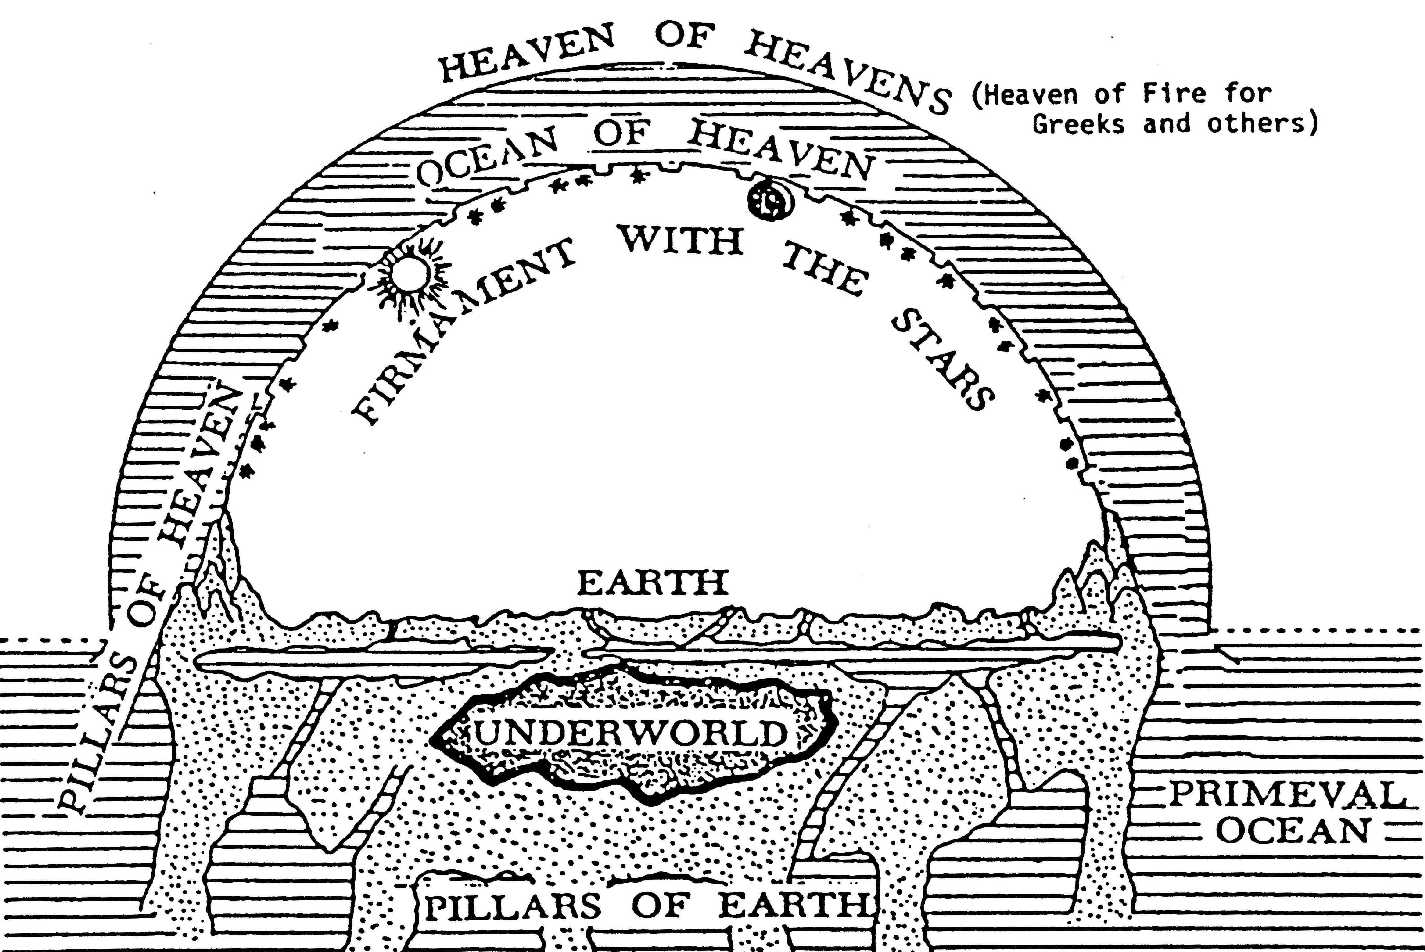 HEAVEN OF HEAVENS
(Heaven of Fire for
Greeks and others)
OCEAN OF HEAVEN
FIRMAMENT WITH THE STARS
PILLARS OF HEAVEN
EARTH
UNDERWORLD
PRIMEVAL
OCEAN
PILLARS OF EARTH